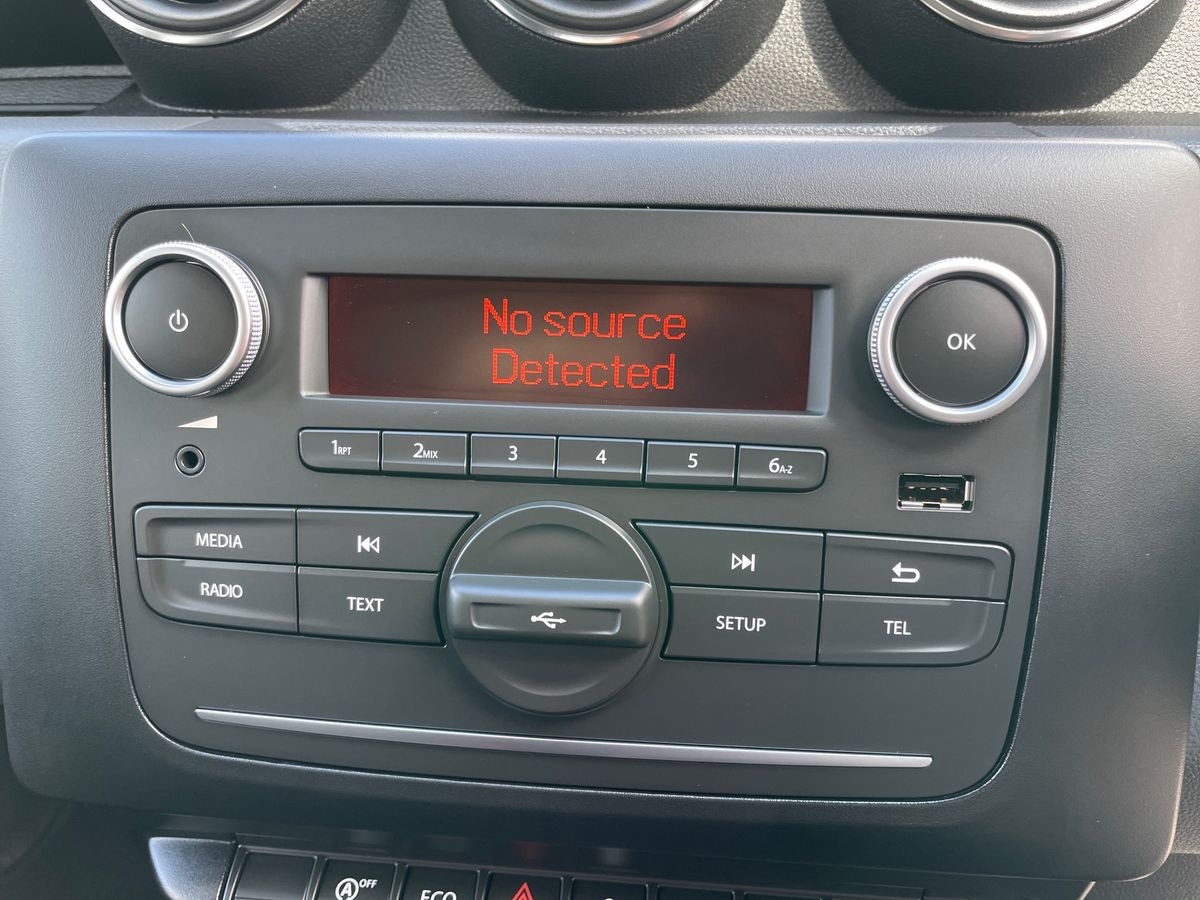 No source
Detected
OK
1RPT 2MIX 3 4 5 6A-Z
MEDIA
RADIO TEXT
SETUP TEL
A OFF ECO